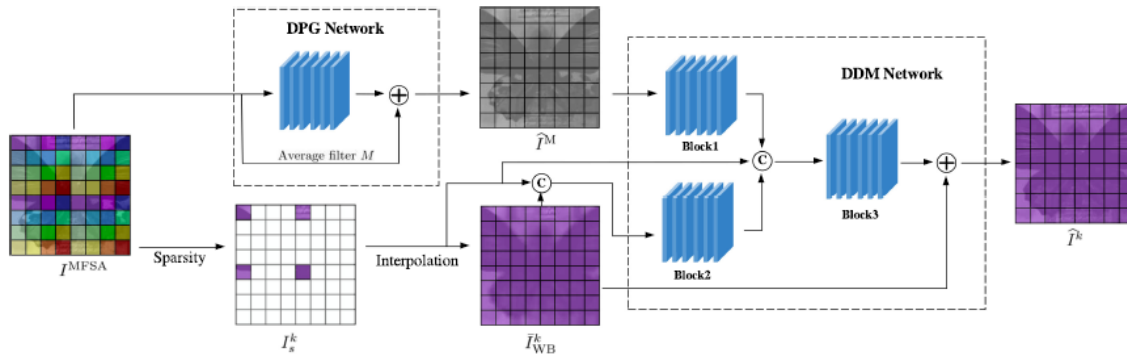 DPG Network
Average filter M
Î^M
DDM Network
Block1
C
Block3
Block2
C
I^MFSA
Sparsity
Interpolation
I_s^k
Ī_WB^k
Î^k